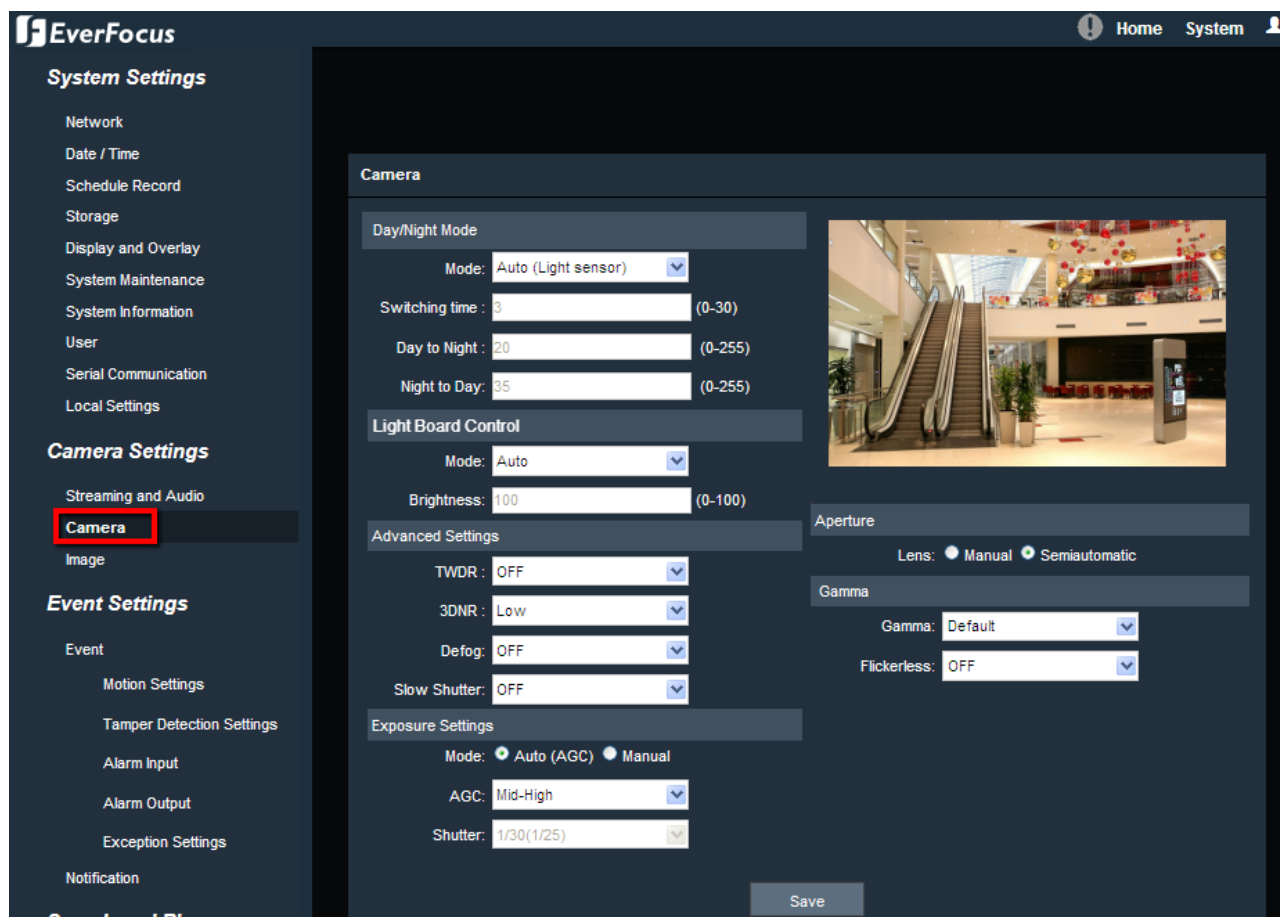 EverFocus
Home System
System Settings
Network
Date / Time
Schedule Record
Storage
Display and Overlay
System Maintenance
System Information
User
Serial Communication
Local Settings
Camera Settings
Streaming and Audio
Camera
Image
Event Settings
Event
Motion Settings
Tamper Detection Settings
Alarm Input
Alarm Output
Exception Settings
Notification
Camera
Day/Night Mode
Mode: Auto (Light sensor)
Switching time : 3 (0-30)
Day to Night : 20 (0-255)
Night to Day: 35 (0-255)
Light Board Control
Mode: Auto
Brightness: 100 (0-100)
Advanced Settings
TWDR : OFF
3DNR : Low
Defog: OFF
Slow Shutter: OFF
Exposure Settings
Mode: Auto (AGC) Manual
AGC: Mid-High
Shutter: 1/30(1/25)
Aperture
Lens: Manual Semiautomatic
Gamma
Gamma: Default
Flickerless: OFF
Save